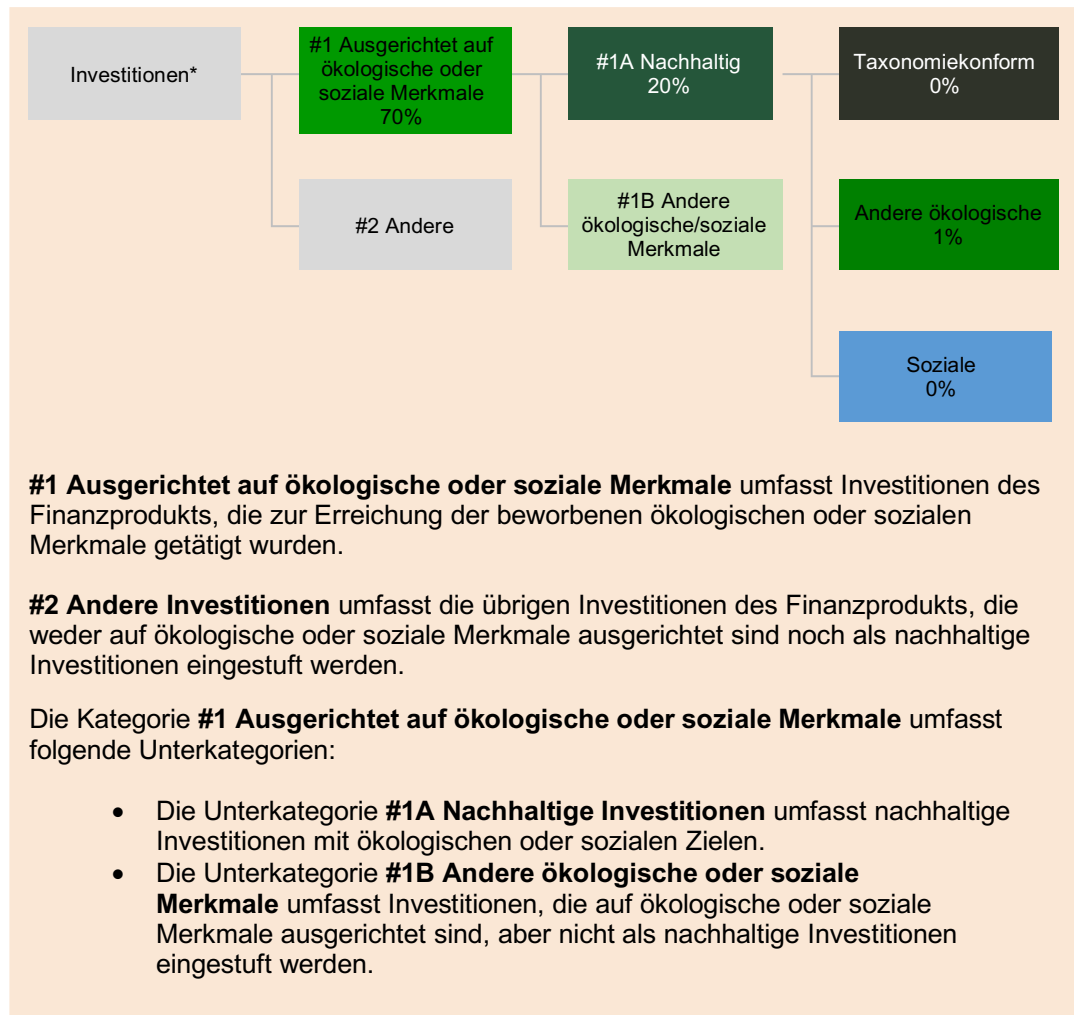 Investitionen*
#1 Ausgerichtet auf
ökologische oder
soziale Merkmale
70%
#1A Nachhaltig
20%
Taxonomiekonform
0%
#2 Andere
#1B Andere
ökologische/soziale
Merkmale
Andere ökologische
1%
Soziale
0%
#1 Ausgerichtet auf ökologische oder soziale Merkmale umfasst Investitionen des
Finanzprodukts, die zur Erreichung der beworbenen ökologischen oder sozialen
Merkmale getätigt wurden.
#2 Andere Investitionen umfasst die übrigen Investitionen des Finanzprodukts, die
weder auf ökologische oder soziale Merkmale ausgerichtet sind noch als nachhaltige
Investitionen eingestuft werden.
Die Kategorie #1 Ausgerichtet auf ökologische oder soziale Merkmale umfasst
folgende Unterkategorien:
• Die Unterkategorie #1A Nachhaltige Investitionen umfasst nachhaltige
Investitionen mit ökologischen oder sozialen Zielen.
• Die Unterkategorie #1B Andere ökologische oder soziale
Merkmale umfasst Investitionen, die auf ökologische oder soziale
Merkmale ausgerichtet sind, aber nicht als nachhaltige Investitionen
eingestuft werden.